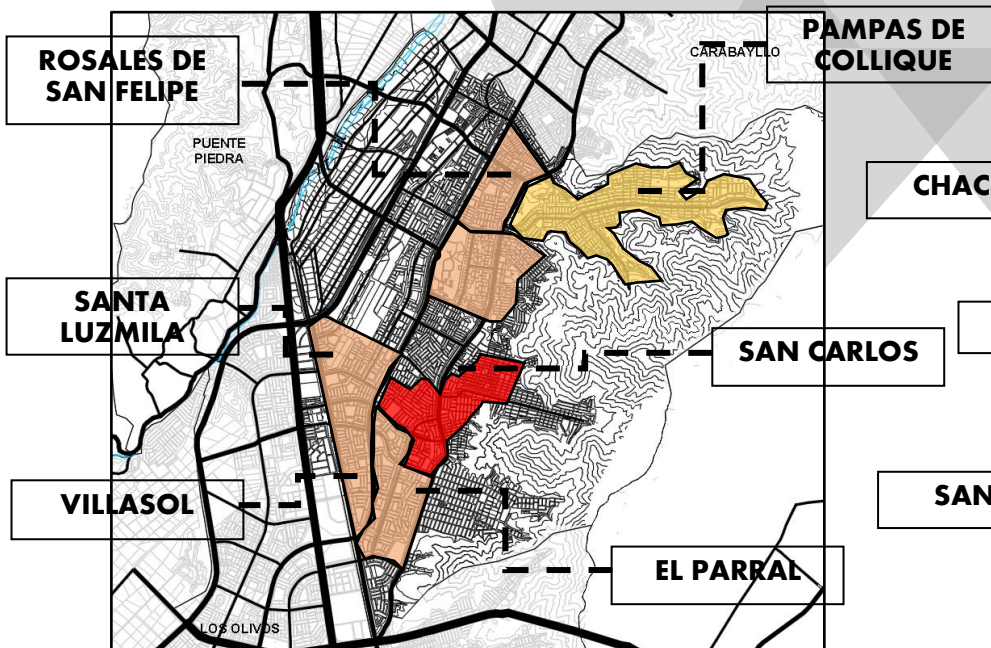 PAMPAS DE
COLLIQUE
CARABAYLLO
ROSALES DE
SAN FELIPE
PUENTE
PIEDRA
CHAC
SANTA
LUZMILA
SAN CARLOS
VILLASOL
SAN
EL PARRAL
LOS OLIVOS